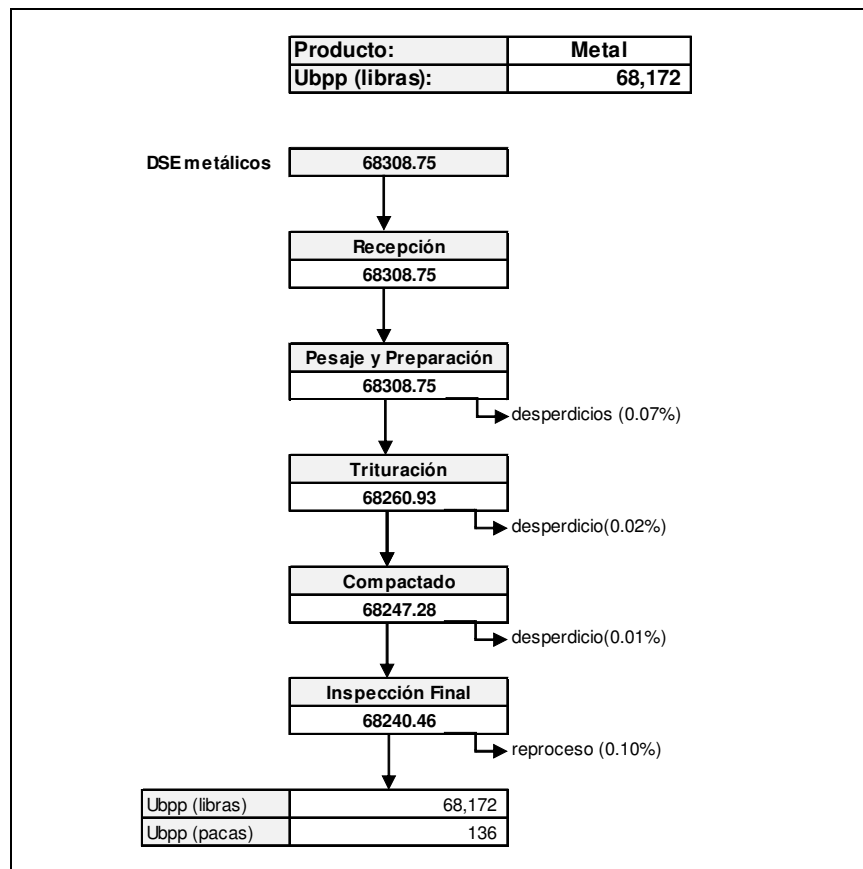 Producto: Metal
Ubpp (libras): 68,172
DSE metálicos 68308.75
Recepción
68308.75
Pesaje y Preparación
68308.75
desperdicios (0.07%)
Trituración
68260.93
desperdicio(0.02%)
Compactado
68247.28
desperdicio(0.01%)
Inspección Final
68240.46
reproceso (0.10%)
Ubpp (libras) 68,172
Ubpp (pacas) 136